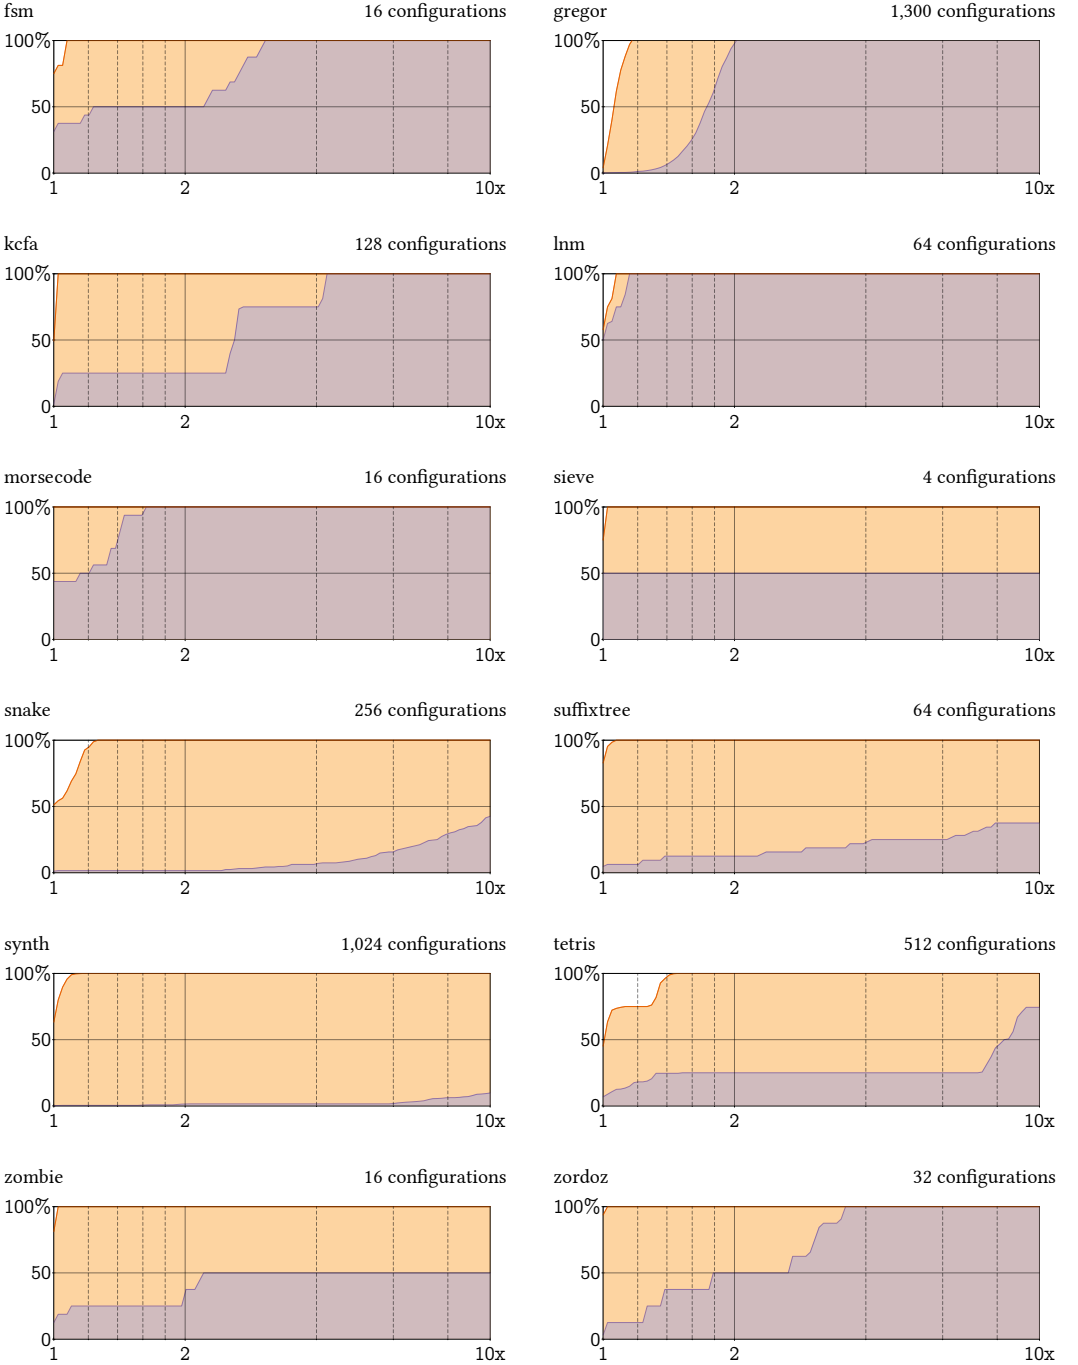 fsm 16 configurations
100%
50
0
1 2 10x
gregor 1,300 configurations
100%
50
0
1 2 10x
kcfa 128 configurations
100%
50
0
1 2 10x
lnm 64 configurations
100%
50
0
1 2 10x
morsecode 16 configurations
100%
50
0
1 2 10x
sieve 4 configurations
100%
50
0
1 2 10x
snake 256 configurations
100%
50
0
1 2 10x
suffixtree 64 configurations
100%
50
0
1 2 10x
synth 1,024 configurations
100%
50
0
1 2 10x
tetris 512 configurations
100%
50
0
1 2 10x
zombie 16 configurations
100%
50
0
1 2 10x
zordoz 32 configurations
100%
50
0
1 2 10x